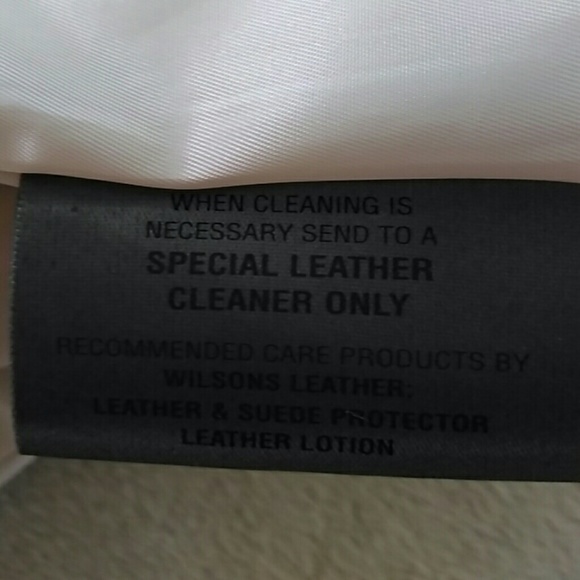 WHEN CLEANING IS
NECESSARY SEND TO A
SPECIAL LEATHER
CLEANER ONLY
RECOMMENDED CARE PRODUCTS BY
WILSONS LEATHER:
LEATHER & SUEDE PROTECTOR
LEATHER LOTION